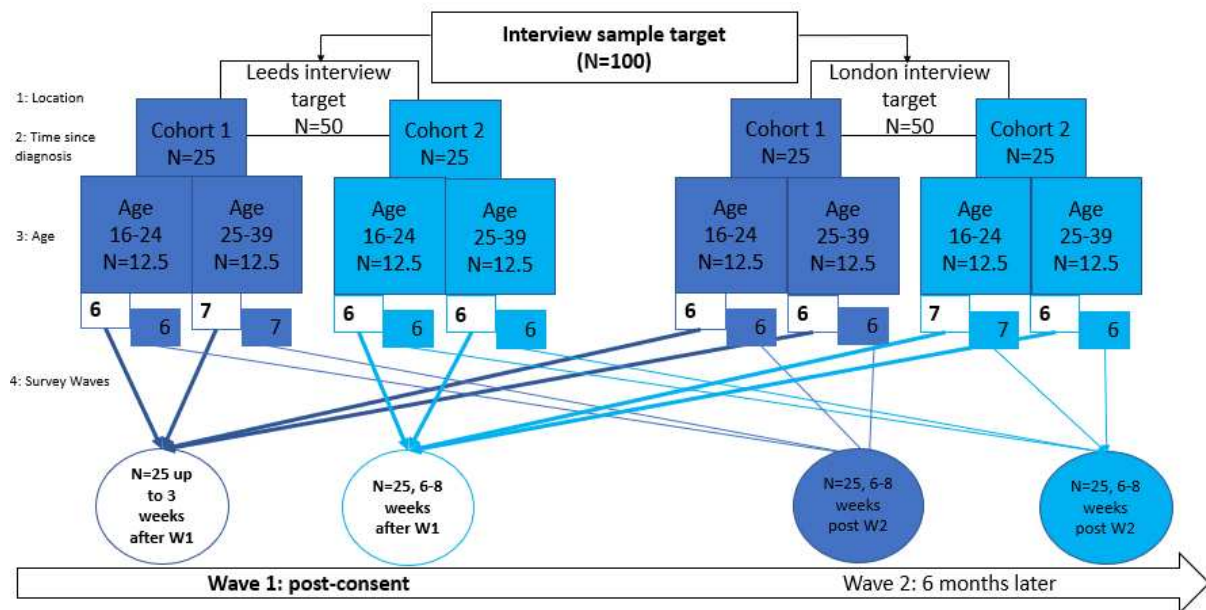 Interview sample target
(N=100)
Leeds interview
target
N=50
London interview
target
N=50
1: Location
2: Time since
diagnosis
Cohort 1
N=25
Cohort 2
N=25
Cohort 1
N=25
Cohort 2
N=25
3: Age
Age
16-24
N=12.5
Age
25-39
N=12.5
Age
16-24
N=12.5
Age
25-39
N=12.5
Age
16-24
N=12.5
Age
25-39
N=12.5
Age
16-24
N=12.5
Age
25-39
N=12.5
6
6
7
7
6
6
6
6
6
6
6
6
7
7
6
6
4: Survey Waves
N=25 up
to 3
weeks
after W1
N=25, 6-8
weeks
after W1
N=25, 6-8
weeks
post W2
N=25, 6-8
weeks
post W2
Wave 1: post-consent
Wave 2: 6 months later